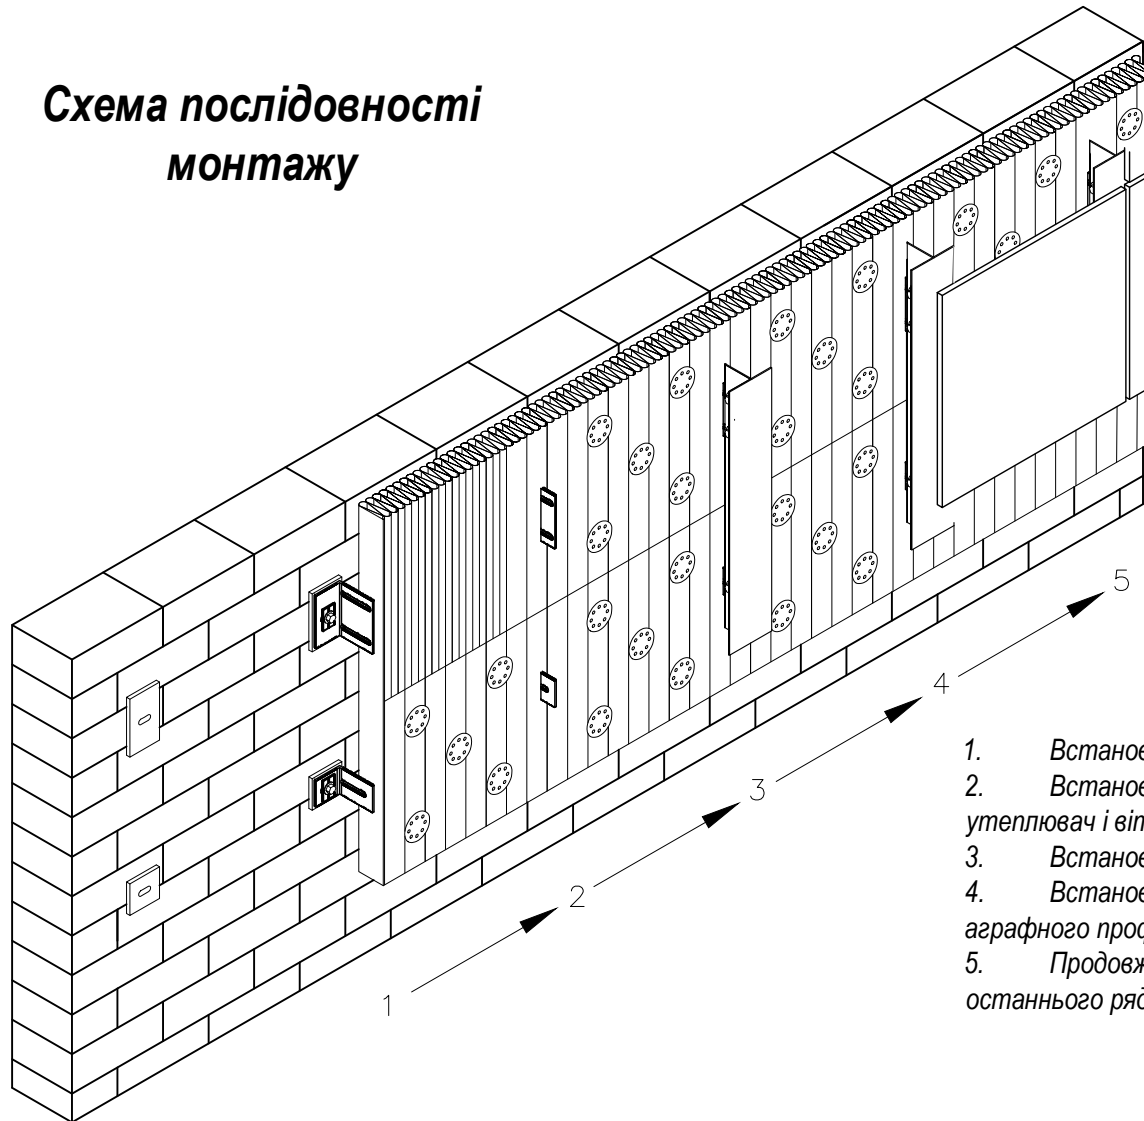 Схема послідовності
монтажу
5
4
3
2
1
1. Встанов
2. Встанов
утеплювач і віт
3. Встанов
4. Встанов
аграфного проф
5. Продовж
останнього ряд